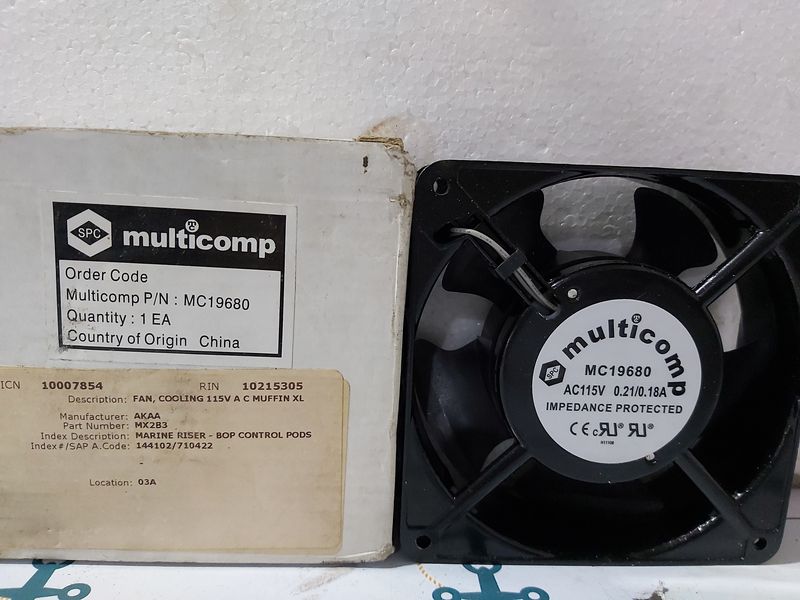 SPC
multicomp
Order Code
Multicomp P/N : MC19680
Quantity : 1 EA
Country of Origin China
ICN 10007854 RIN 10215305
Description: FAN, COOLING 115V A C MUFFIN XL
Manufacturer: AKAA
Part Number: MX2B3
Index Description: MARINE RISER - BOP CONTROL PODS
Index#/SAP A.Code: 144102/710422
Location: 03A
SPC
multicomp
MC19680
AC115V 0.21/0.18A
IMPEDANCE PROTECTED